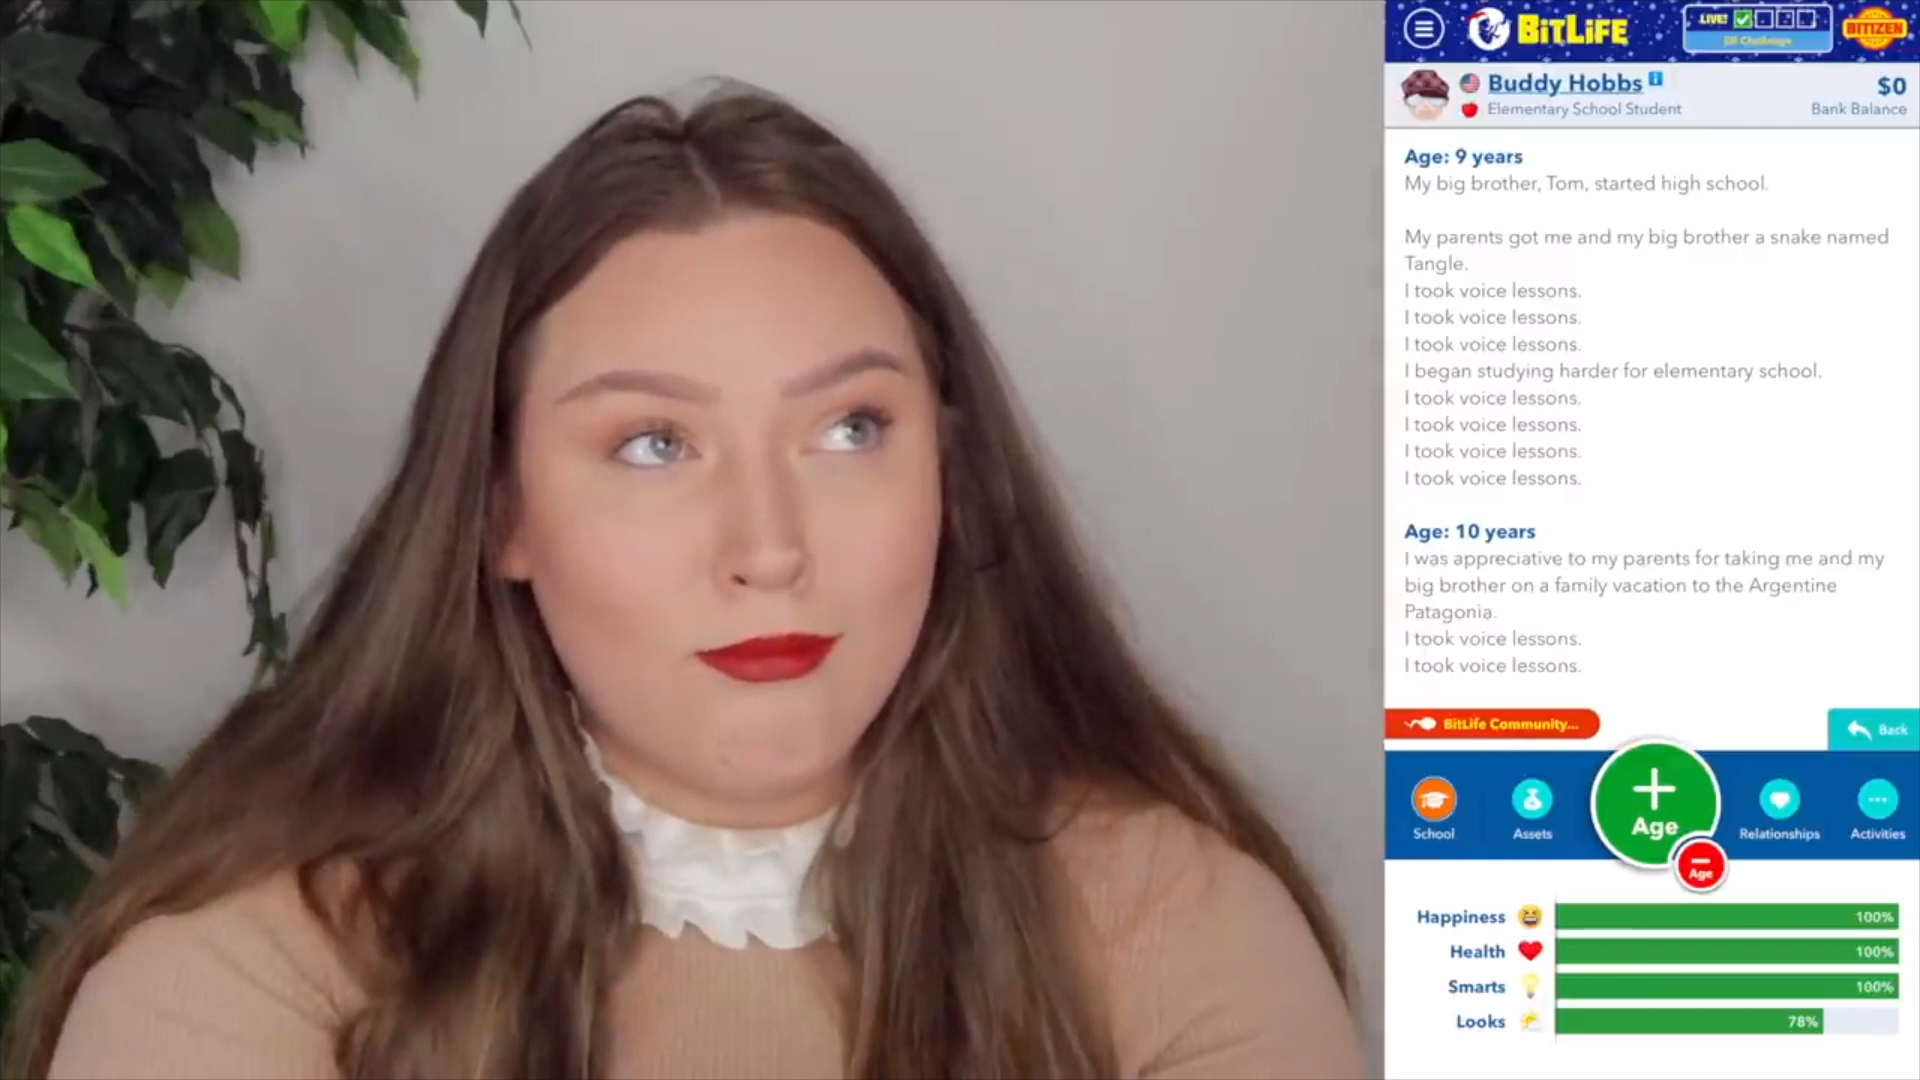 BITLIFE
LIVE!
Elf Challenge
BITIZEN
Buddy Hobbs
$0
Elementary School Student
Bank Balance
Age: 9 years
My big brother, Tom, started high school.
My parents got me and my big brother a snake named
Tangle.
I took voice lessons.
I took voice lessons.
I took voice lessons.
I began studying harder for elementary school.
I took voice lessons.
I took voice lessons.
I took voice lessons.
I took voice lessons.
Age: 10 years
I was appreciative to my parents for taking me and my
big brother on a family vacation to the Argentine
Patagonia.
I took voice lessons.
I took voice lessons.
BitLife Community...
Back
School
Assets
Age
Age
Relationships
Activities
Happiness 100%
Health 100%
Smarts 100%
Looks 78%